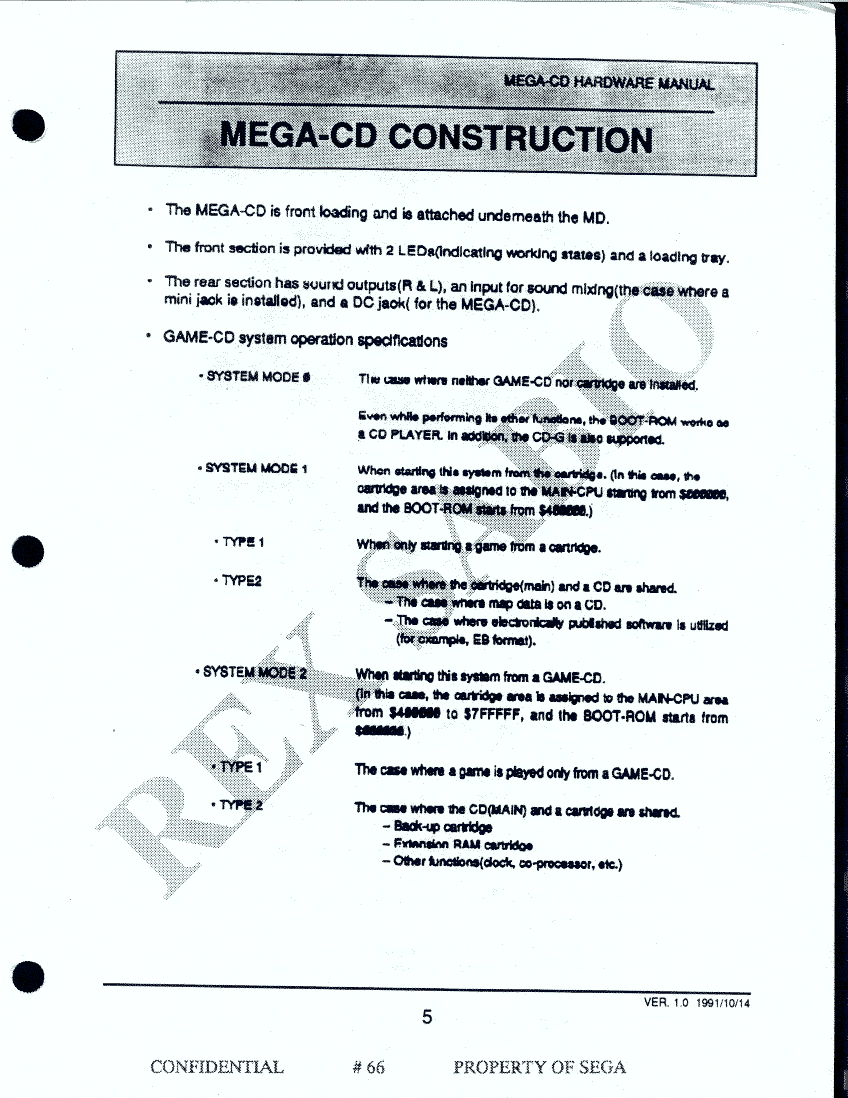 MEGA-CD HARDWARE MANUAL
MEGA-CD CONSTRUCTION
• The MEGA-CD is front loading and is attached underneath the MD.
• The front section is provided with 2 LEDs(indicating working states) and a loading tray.
• The rear section has sound outputs(R & L), an input for sound mixing(the case where a
mini jack is installed), and a DC jack( for the MEGA-CD).
• GAME-CD system operation specifications
• SYSTEM MODE 0 The case where neither GAME-CD nor cartridge are installed.
Even while performing its other functions, the BOOT-ROM works as
a CD PLAYER. In addition, the CD-G is also supported.
• SYSTEM MODE 1 When starting this system from the cartridge. (In this case, the
cartridge area is assigned to the MAIN-CPU starting from $000000,
and the BOOT-ROM starts from $400000.)
• TYPE 1 When only starting a game from a cartridge.
• TYPE2 The case where the cartridge(main) and a CD are shared.
– The case where map data is on a CD.
– The case where electronically published software is utilized
(for example, EB format).
• SYSTEM MODE 2 When starting this system from a GAME-CD.
(In this case, the cartridge area is assigned to the MAIN-CPU area
from $400000 to $7FFFFF, and the BOOT-ROM starts from
$000000.)
• TYPE 1 The case where a game is played only from a GAME-CD.
• TYPE 2 The case where the CD(MAIN) and a cartridge are shared.
– Back-up cartridge
– Extension RAM cartridge
– Other functions(clock, co-processor, etc.)
REX SABIO
VER. 1.0 1991/10/14
5
CONFIDENTIAL # 66 PROPERTY OF SEGA